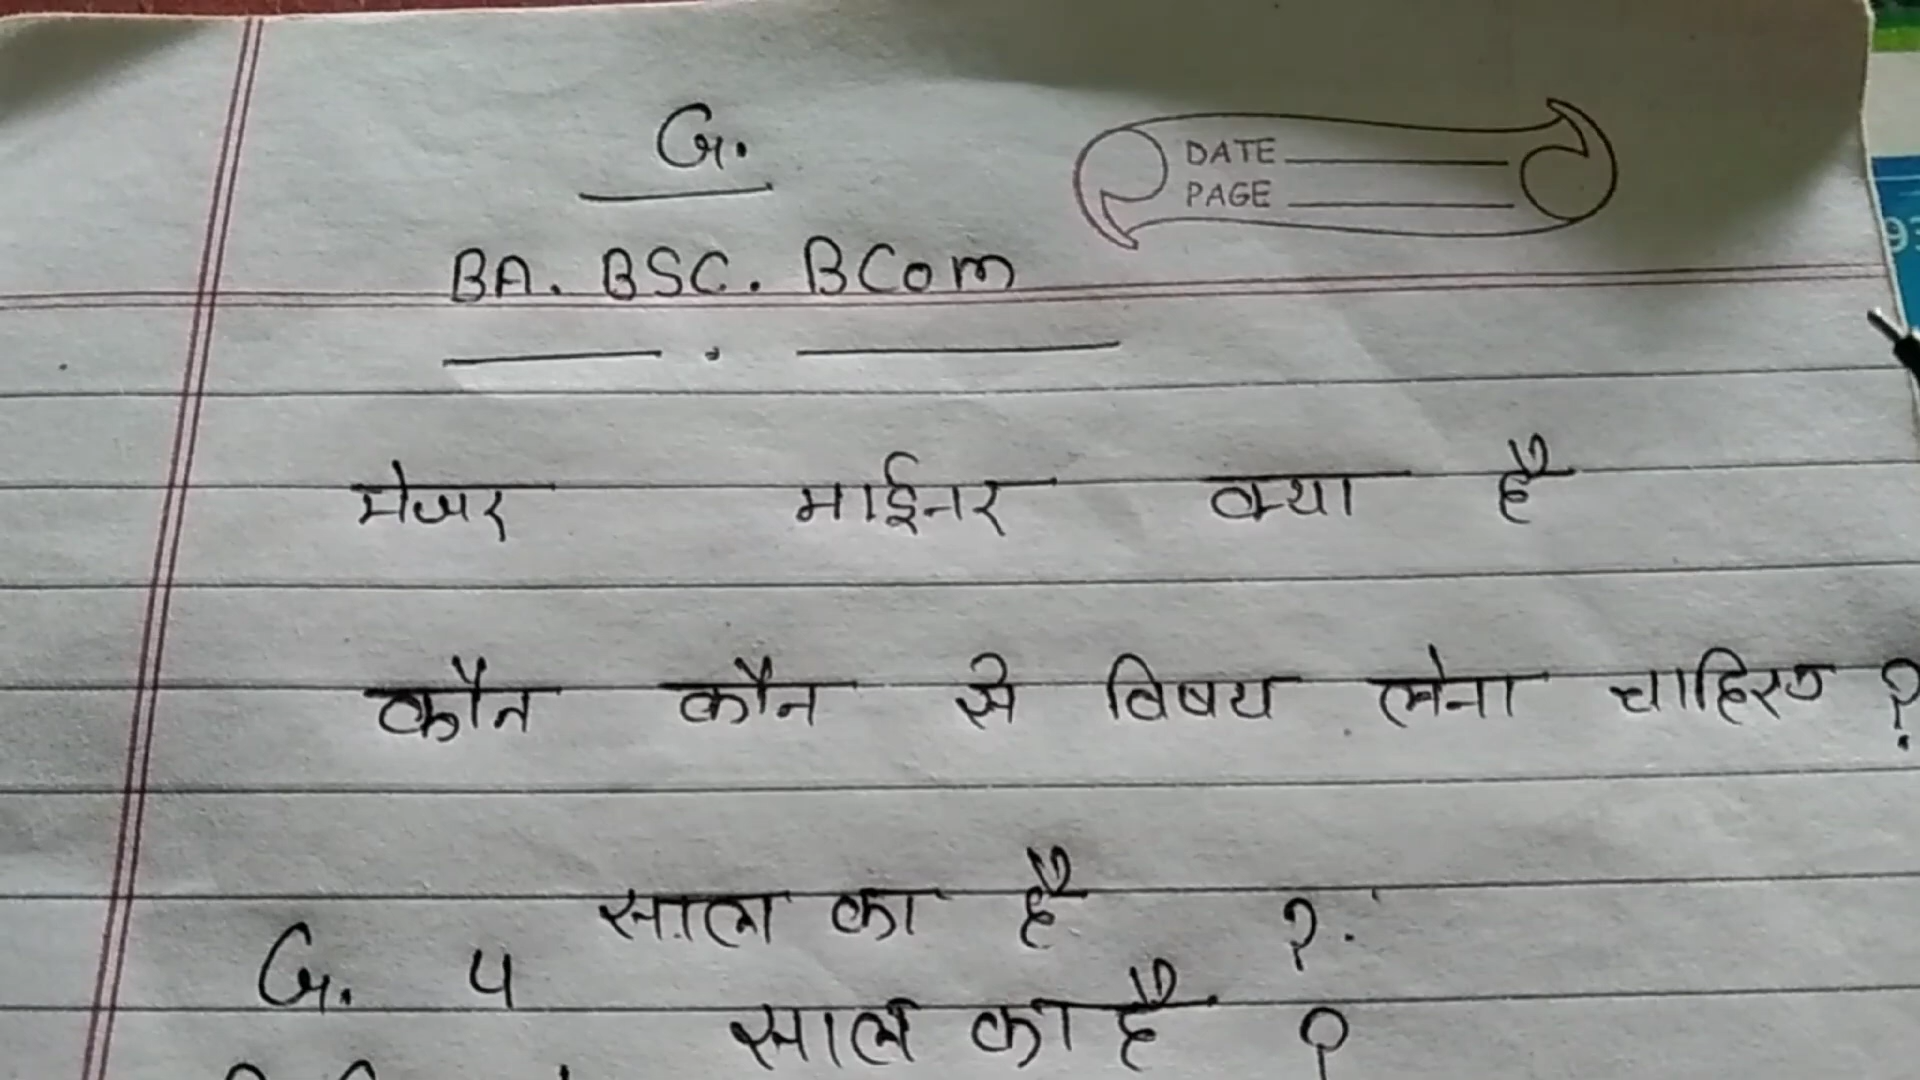 G.
DATE
PAGE
BA. BSC. BCom
मेजर माईनर क्या है
कौन कौन से विषय लेना चाहिए ?
साल का है ?
G. 4
साल का है ?